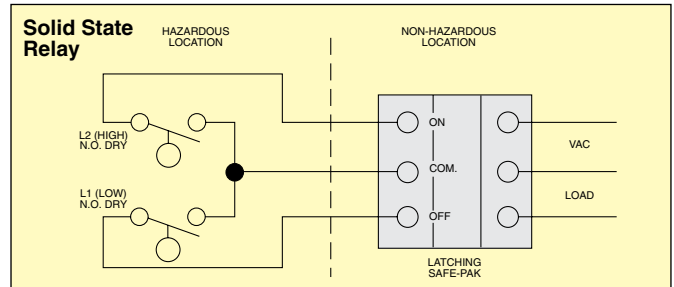 Solid State
Relay
HAZARDOUS
LOCATION
NON-HAZARDOUS
LOCATION
L2 (HIGH)
N.O. DRY
L1 (LOW)
N.O. DRY
ON
COM.
OFF
VAC
LOAD
LATCHING
SAFE-PAK